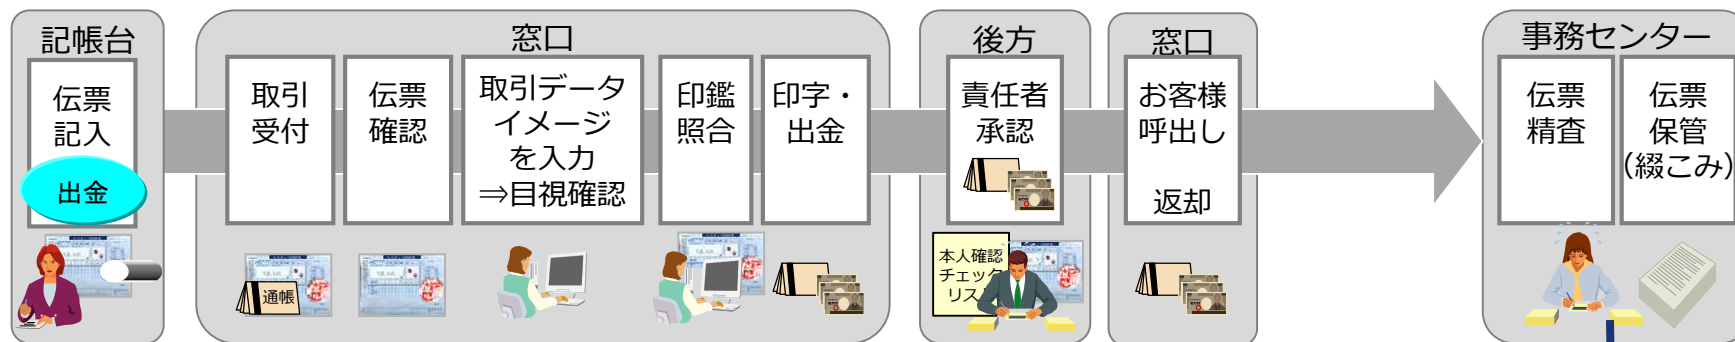 記帳台
伝票
記入
出金
窓口
取引
受付
通帳
伝票
確認
取引データ
イメージ
を入力
⇒目視確認
印鑑
照合
印字・
出金
後方
責任者
承認
本人確認
チェック
リスト
窓口
お客様
呼出し
返却
事務センター
伝票
精査
伝票
保管
(綴こみ)